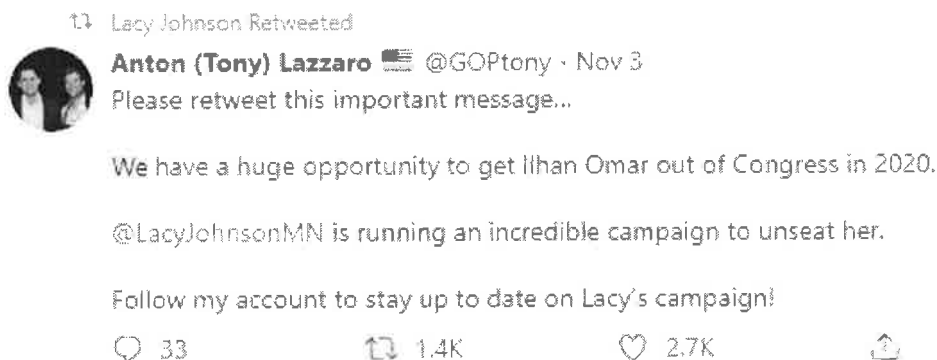 Lacy Johnson Retweeted
Anton (Tony) Lazzaro @GOPtony · Nov 3
Please retweet this important message...
We have a huge opportunity to get Ilhan Omar out of Congress in 2020.
@LacyJohnsonMN is running an incredible campaign to unseat her.
Follow my account to stay up to date on Lacy's campaign!
33 1.4K 2.7K